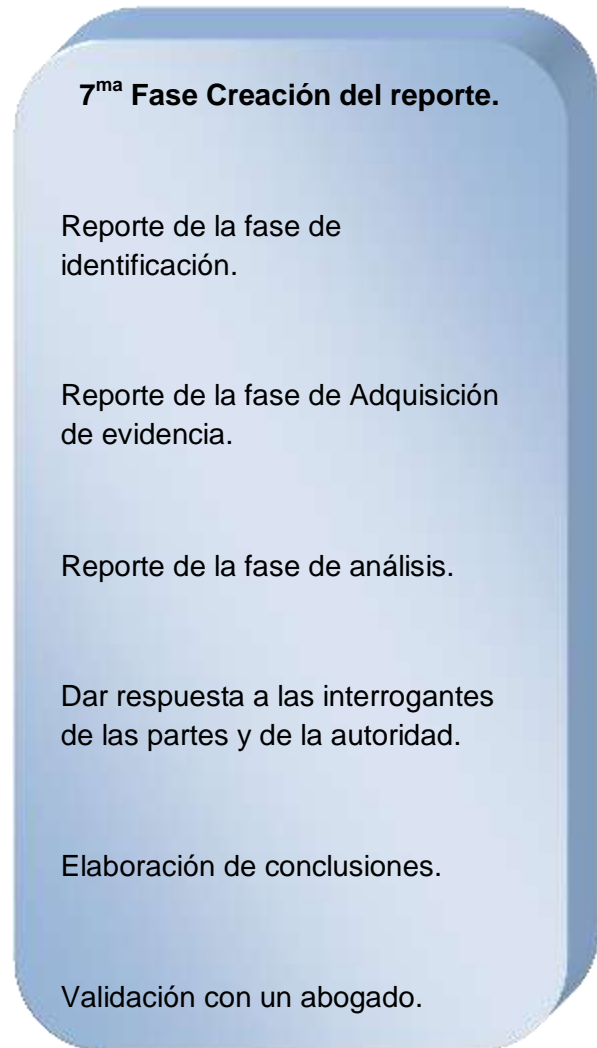 7ma Fase Creación del reporte.
Reporte de la fase de
identificación.
Reporte de la fase de Adquisición
de evidencia.
Reporte de la fase de análisis.
Dar respuesta a las interrogantes
de las partes y de la autoridad.
Elaboración de conclusiones.
Validación con un abogado.